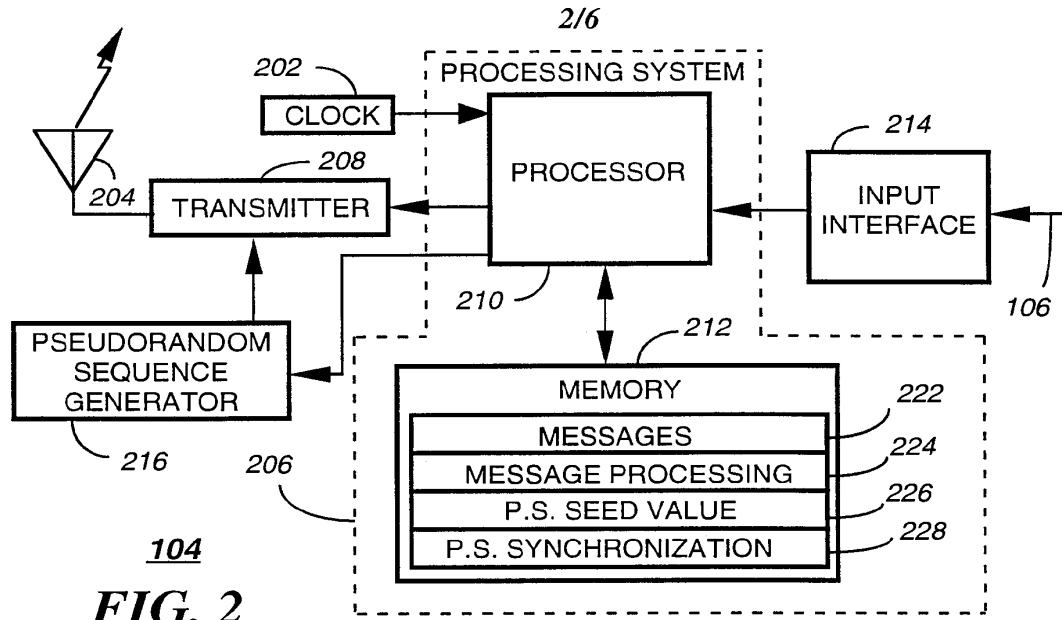 2/6
PROCESSING SYSTEM
202
CLOCK
214
208
204
TRANSMITTER
PROCESSOR
INPUT
INTERFACE
210
106
212
PSEUDORANDOM
SEQUENCE
GENERATOR
MEMORY
222
MESSAGES
216
206
224
MESSAGE PROCESSING
226
P.S. SEED VALUE
228
P.S. SYNCHRONIZATION
104
FIG. 2